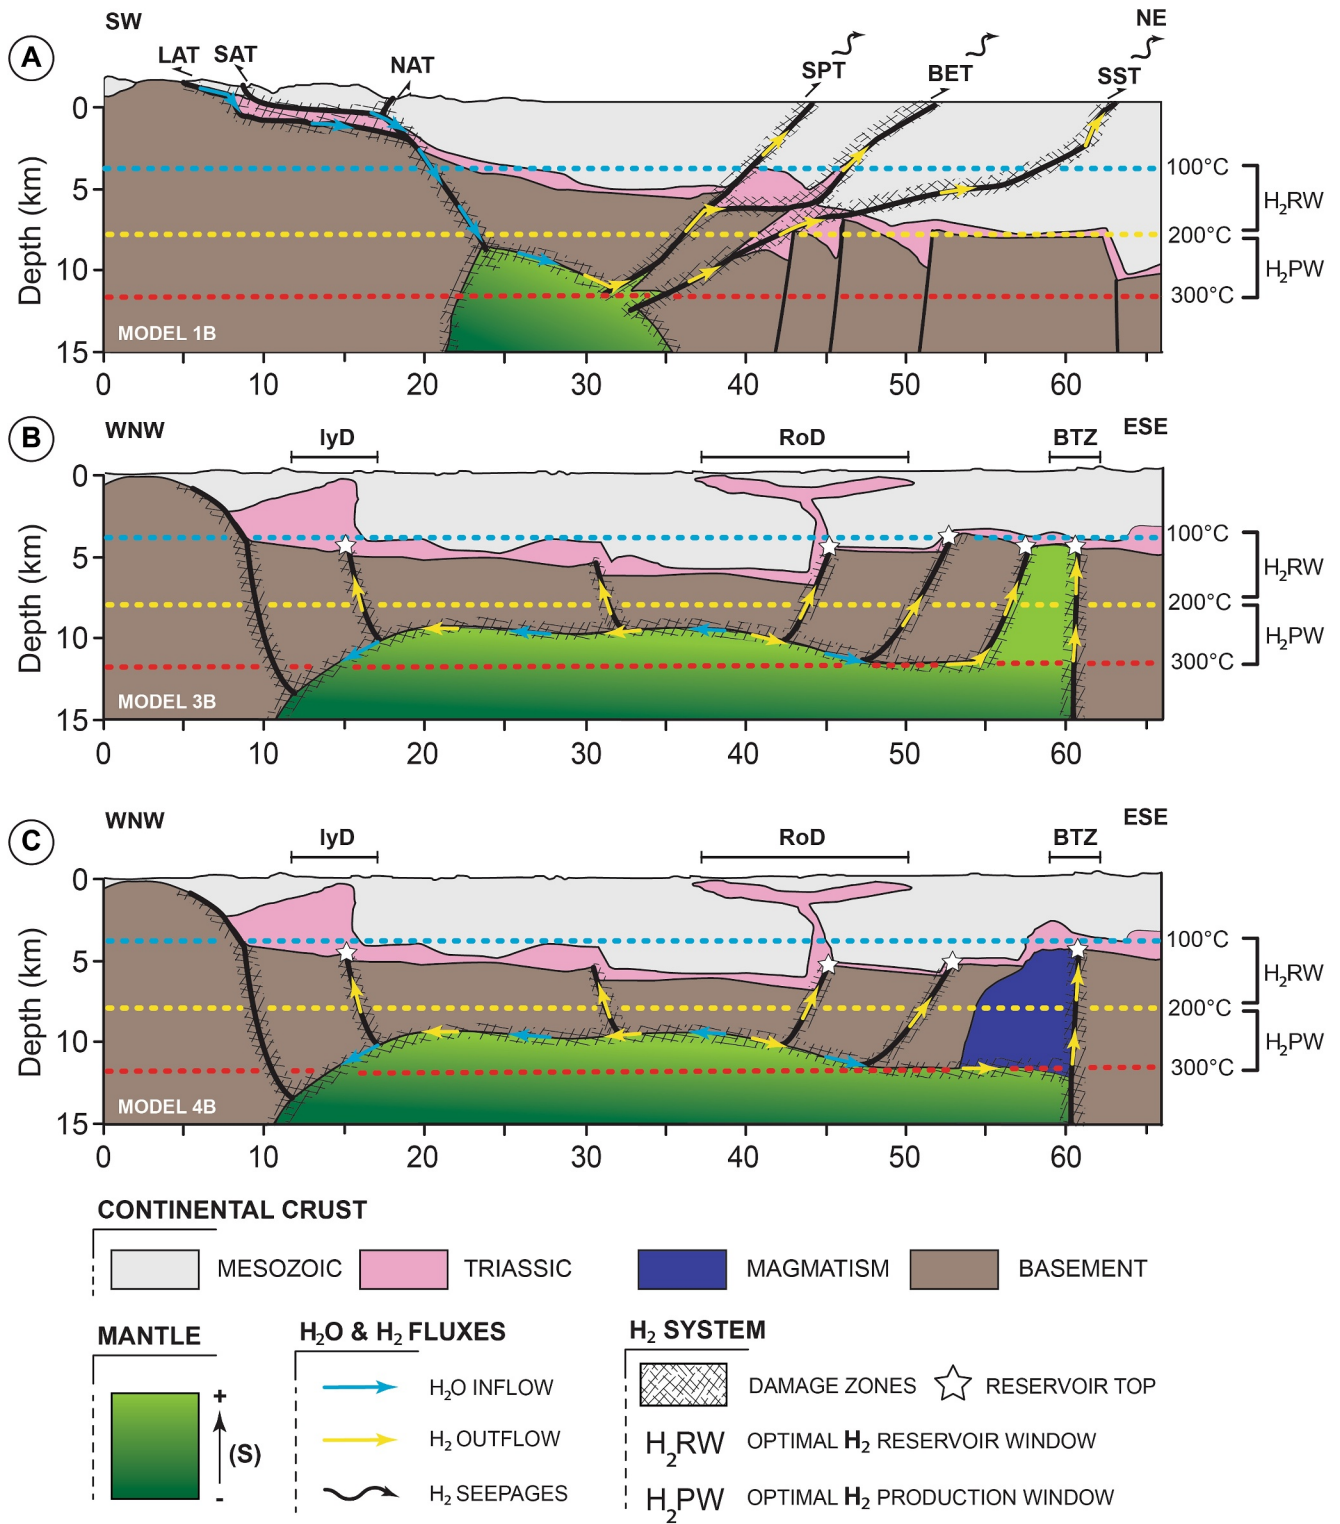 SW
NE
A
LAT
SAT
NAT
SPT
BET
SST
Depth (km)
0
5
10
15
100°C
200°C
300°C
H2RW
H2PW
MODEL 1B
0 10 20 30 40 50 60
B
WNW
ESE
IyD
RoD
BTZ
Depth (km)
0
5
10
15
100°C
200°C
300°C
H2RW
H2PW
MODEL 3B
0 10 20 30 40 50 60
C
WNW
ESE
IyD
RoD
BTZ
Depth (km)
0
5
10
15
100°C
200°C
300°C
H2RW
H2PW
MODEL 4B
0 10 20 30 40 50 60
CONTINENTAL CRUST
MESOZOIC
TRIASSIC
MAGMATISM
BASEMENT
MANTLE
+
(S)
-
H2O & H2 FLUXES
H2O INFLOW
H2 OUTFLOW
H2 SEEPAGES
H2 SYSTEM
DAMAGE ZONES
RESERVOIR TOP
H2RW OPTIMAL H2 RESERVOIR WINDOW
H2PW OPTIMAL H2 PRODUCTION WINDOW